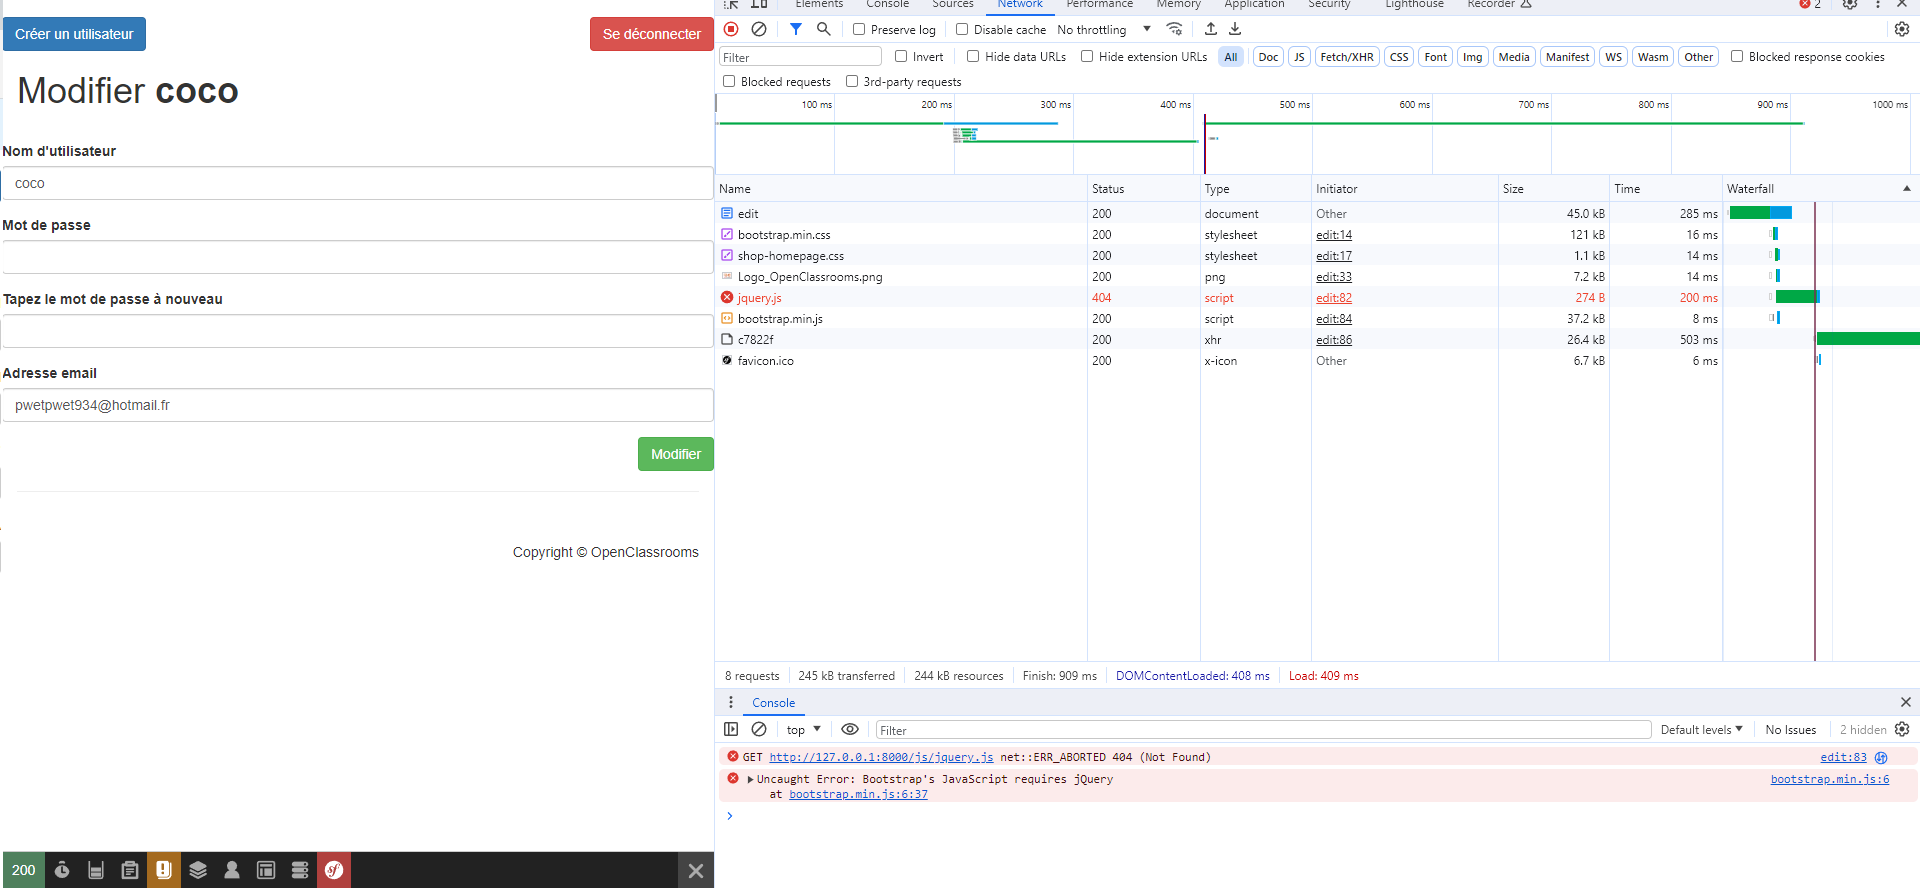 Créer un utilisateur
Se déconnecter
Modifier coco
Nom d'utilisateur
coco
Mot de passe
Tapez le mot de passe à nouveau
Adresse email
pwetpwet934@hotmail.fr
Modifier
Copyright © OpenClassrooms
200
sf
Elements Console Sources Network Performance Memory Application Security Lighthouse Recorder 2
Preserve log Disable cache No throttling
Filter Invert Hide data URLs Hide extension URLs All Doc JS Fetch/XHR CSS Font Img Media Manifest WS Wasm Other Blocked response cookies
Blocked requests 3rd-party requests
100 ms 200 ms 300 ms 400 ms 500 ms 600 ms 700 ms 800 ms 900 ms 1000 ms
Name Status Type Initiator Size Time Waterfall
edit 200 document Other 45.0 kB 285 ms
bootstrap.min.css 200 stylesheet edit:14 121 kB 16 ms
shop-homepage.css 200 stylesheet edit:17 1.1 kB 14 ms
Logo_OpenClassrooms.png 200 png edit:33 7.2 kB 14 ms
jquery.js 404 script edit:82 274 B 200 ms
bootstrap.min.js 200 script edit:84 37.2 kB 8 ms
c7822f 200 xhr edit:86 26.4 kB 503 ms
favicon.ico 200 x-icon Other 6.7 kB 6 ms
8 requests 245 kB transferred 244 kB resources Finish: 909 ms DOMContentLoaded: 408 ms Load: 409 ms
Console
top Filter Default levels No Issues 2 hidden
GET http://127.0.0.1:8000/js/jquery.js net::ERR_ABORTED 404 (Not Found) edit:83
Uncaught Error: Bootstrap's JavaScript requires jQuery bootstrap.min.js:6
at bootstrap.min.js:6:37